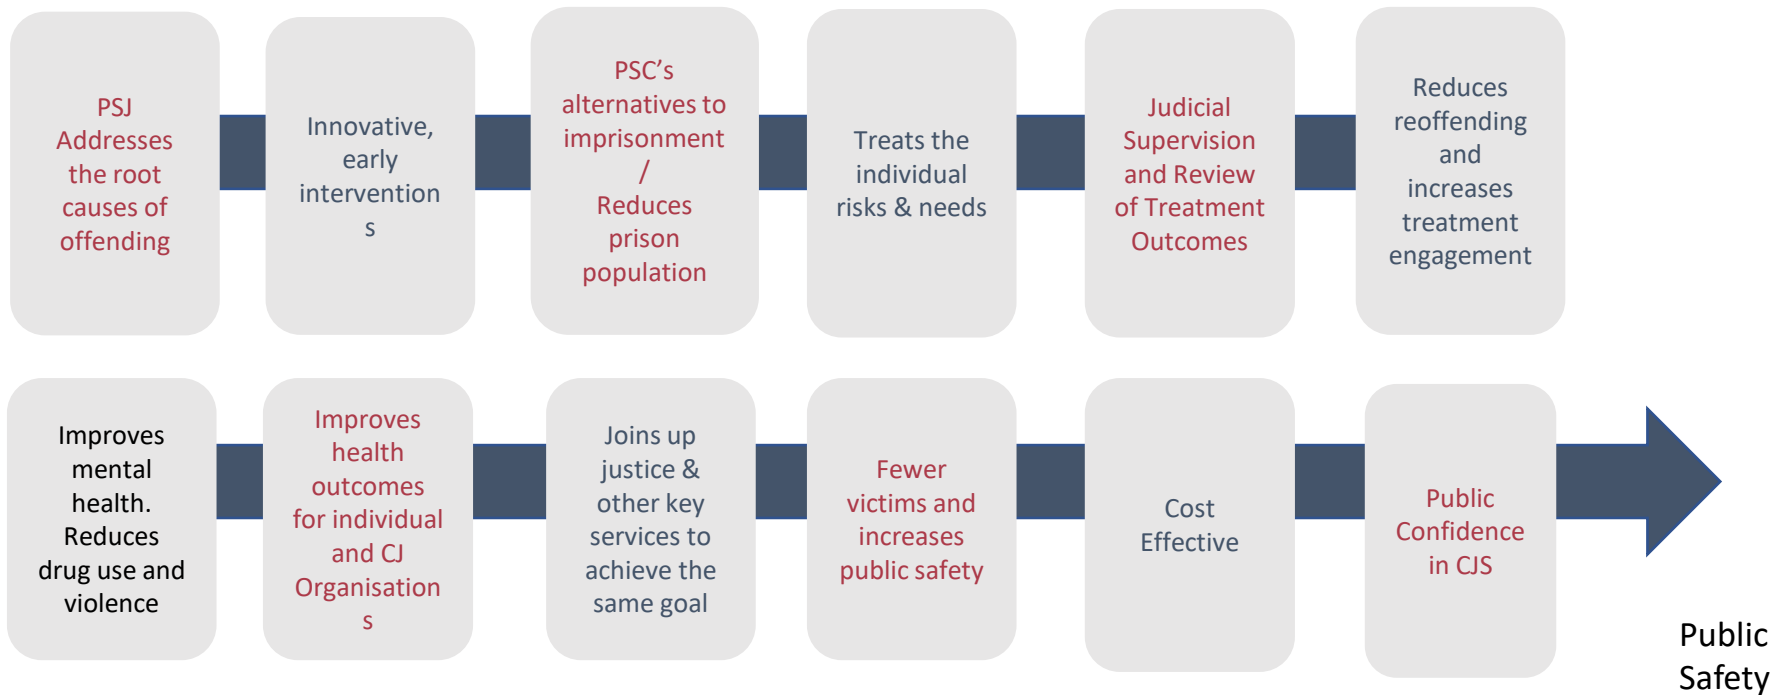 PSJ
Addresses
the root
causes of
offending
Innovative,
early
intervention
s
PSC's
alternatives to
imprisonment
/
Reduces
prison
population
Treats the
individual
risks & needs
Judicial
Supervision
and Review
of Treatment
Outcomes
Reduces
reoffending
and
increases
treatment
engagement
Improves
mental
health.
Reduces
drug use and
violence
Improves
health
outcomes
for individual
and CJ
Organisation
s
Joins up
justice &
other key
services to
achieve the
same goal
Fewer
victims and
increases
public safety
Cost
Effective
Public
Confidence
in CJS
Public
Safety